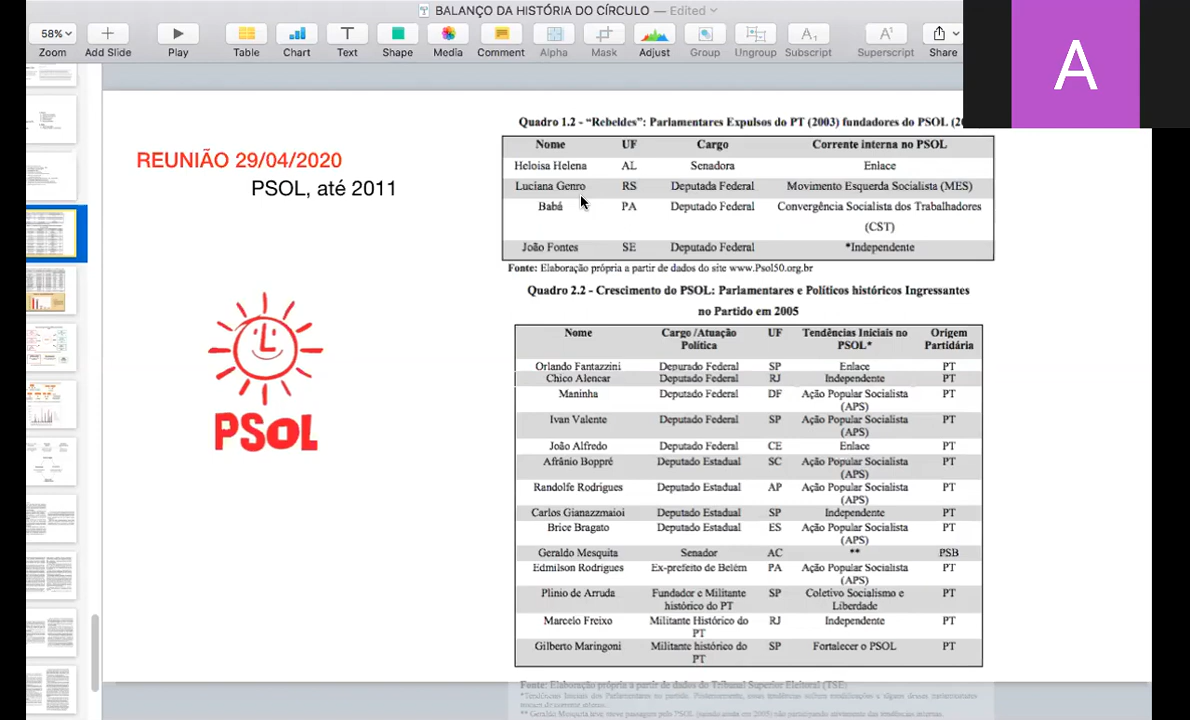 BALANÇO DA HISTÓRIA DO CÍRCULO — Edited
58%
Zoom Add Slide Play Table Chart Text Shape Media Comment Alpha Mask Adjust Group Ungroup Subscript Superscript Share
A
REUNIÃO 29/04/2020
PSOL, até 2011
PSOL
Quadro 1.2 - “Rebeldes”: Parlamentares Expulsos do PT (2003) fundadores do PSOL
Nome UF Cargo Corrente interna no PSOL
Heloisa Helena AL Senadora Enlace
Luciana Genro RS Deputada Federal Movimento Esquerda Socialista (MES)
Babá PA Deputado Federal Convergência Socialista dos Trabalhadores
(CST)
João Fontes SE Deputado Federal *Independente
Fonte: Elaboração própria a partir de dados do site www.Psol50.org.br
Quadro 2.2 - Crescimento do PSOL: Parlamentares e Políticos históricos Ingressantes
no Partido em 2005
Nome Cargo /Atuação UF Tendências Iniciais no Origem
Política PSOL* Partidária
Orlando Fantazzini Deputado Federal SP Enlace PT
Chico Alencar Deputado Federal RJ Independente PT
Maninha Deputado Federal DF Ação Popular Socialista PT
(APS)
Ivan Valente Deputado Federal SP Ação Popular Socialista PT
(APS)
João Alfredo Deputado Federal CE Enlace PT
Afrânio Boppré Deputado Estadual SC Ação Popular Socialista PT
(APS)
Randolfe Rodrigues Deputado Estadual AP Ação Popular Socialista PT
(APS)
Carlos Gianazzmaioi Deputado Estadual SP Independente PT
Brice Bragato Deputado Estadual ES Ação Popular Socialista PT
(APS)
Geraldo Mesquita Senador AC ** PSB
Edmilson Rodrigues Ex-prefeito de Belém PA Ação Popular Socialista PT
(APS)
Plinio de Arruda Fundador e Militante SP Coletivo Socialismo e PT
histórico do PT Liberdade
Marcelo Freixo Militante Histórico do RJ Independente PT
PT
Gilberto Maringoni Militante histórico do SP Fortalecer o PSOL PT
PT
Fonte: Elaboração própria a partir de dados do Tribunal Superior Eleitoral (TSE)